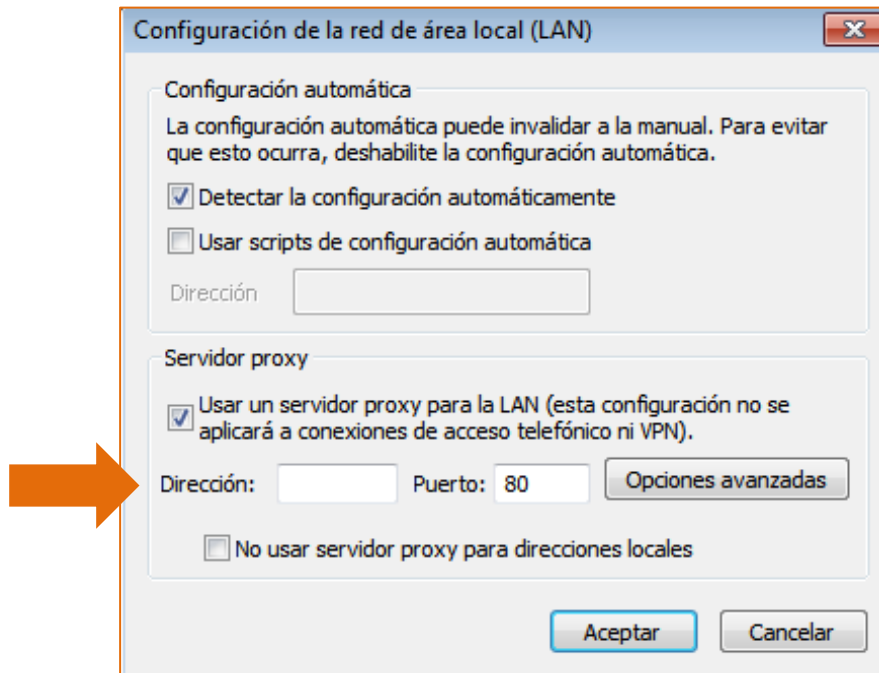 Configuración de la red de área local (LAN)
Configuración automática
La configuración automática puede invalidar a la manual. Para evitar
que esto ocurra, deshabilite la configuración automática.
Detectar la configuración automáticamente
Usar scripts de configuración automática
Dirección
Servidor proxy
Usar un servidor proxy para la LAN (esta configuración no se
aplicará a conexiones de acceso telefónico ni VPN).
Dirección: Puerto: 80 Opciones avanzadas
No usar servidor proxy para direcciones locales
Aceptar Cancelar